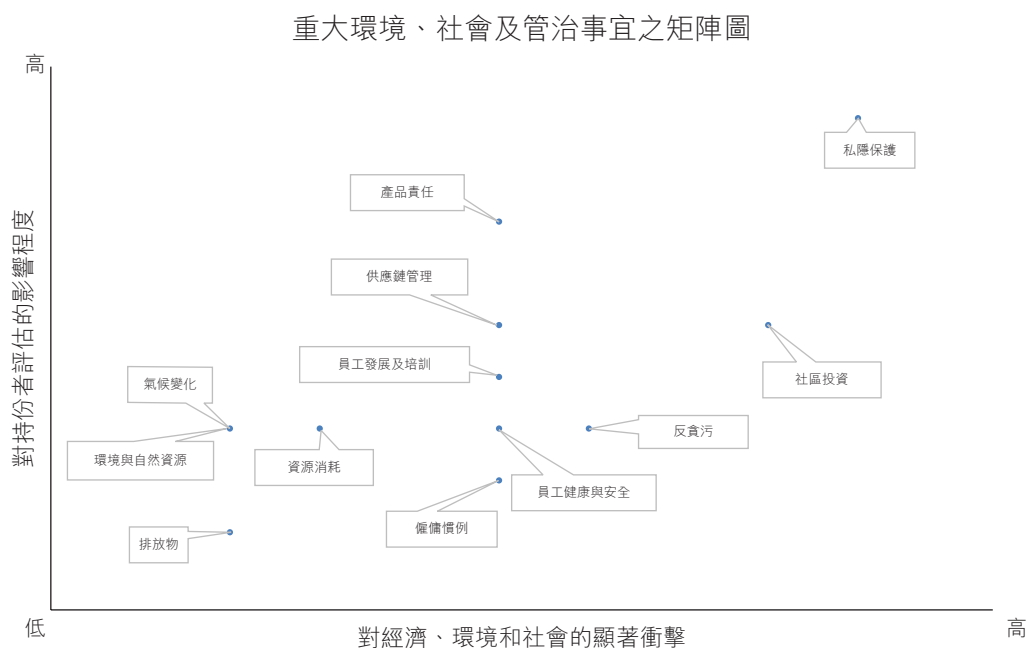 重大環境、社會及管治事宜之矩陣圖
高
對持份者評估的影響程度
私隱保護
產品責任
供應鏈管理
社區投資
員工發展及培訓
氣候變化
反貪污
環境與自然資源
資源消耗
員工健康與安全
僱傭慣例
排放物
低
對經濟、環境和社會的顯著衝擊
高